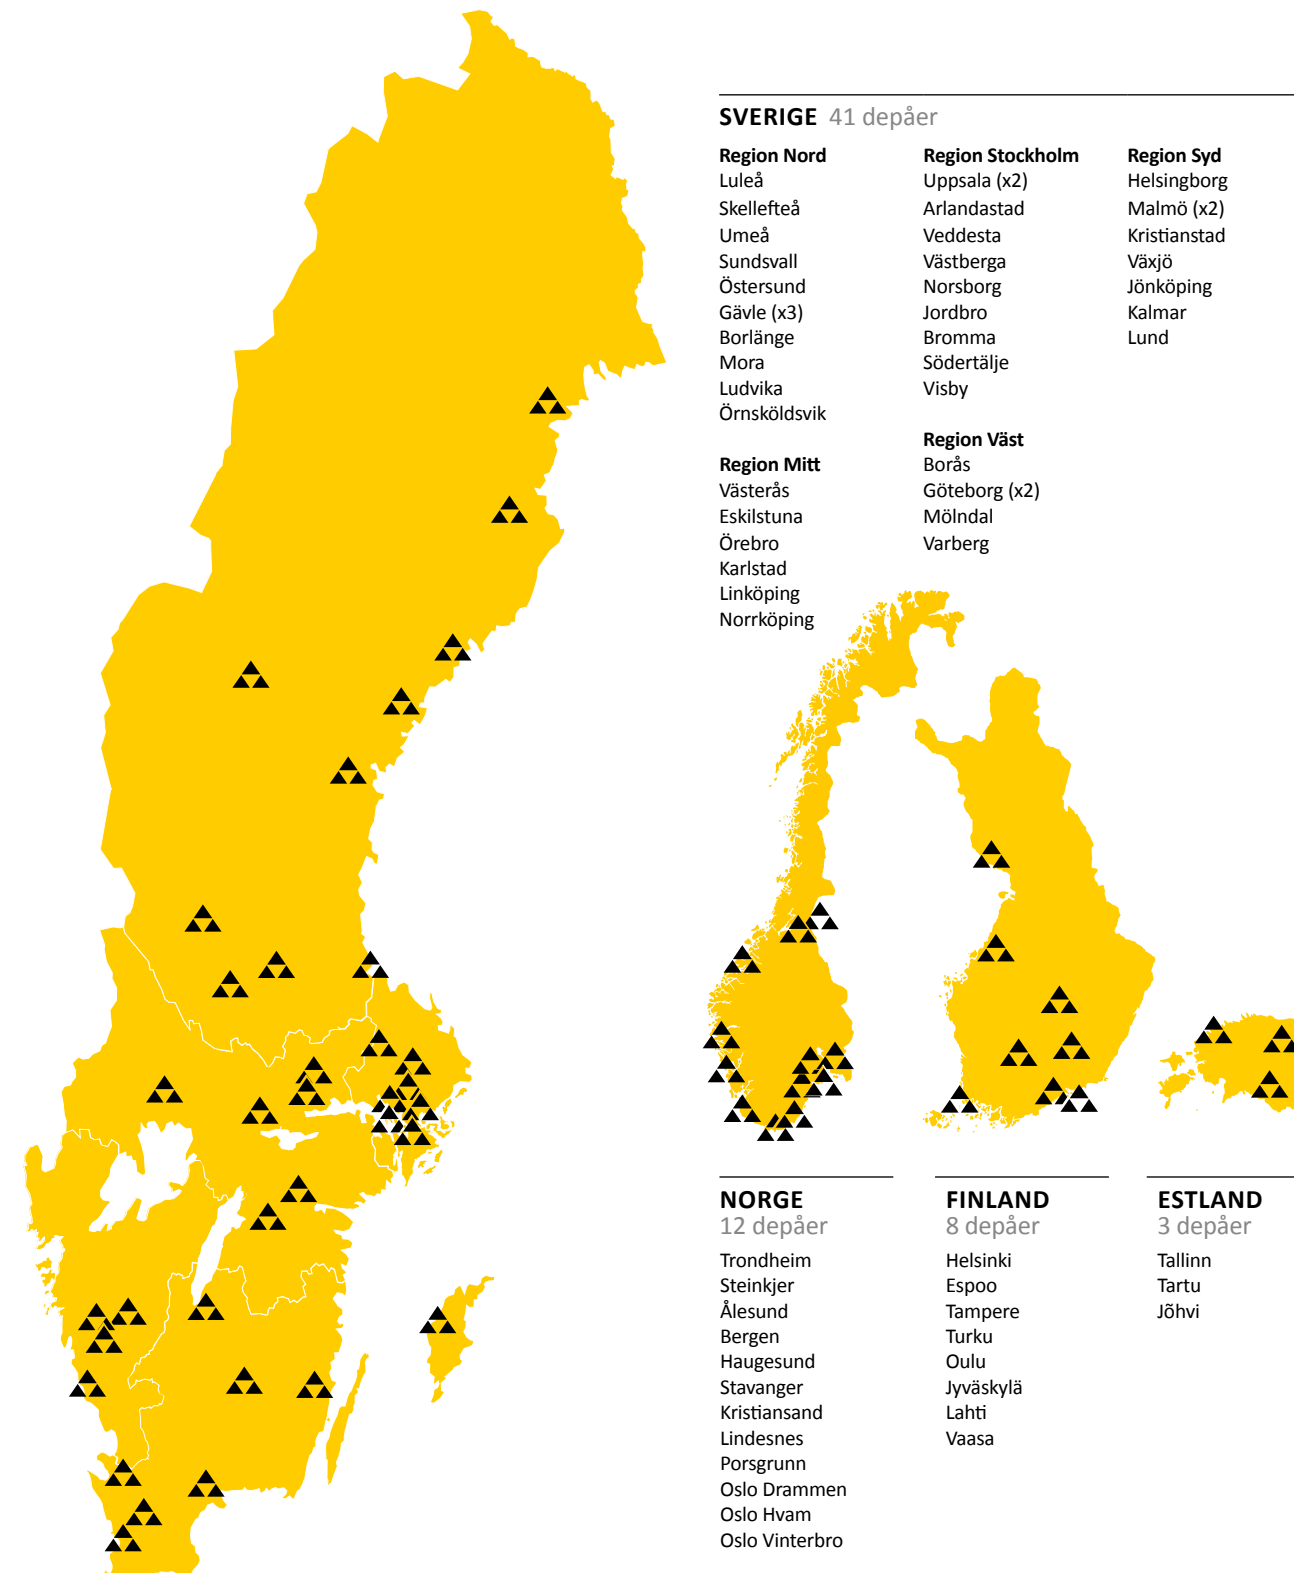 SVERIGE 41 depåer
Region Nord
Luleå
Skellefteå
Umeå
Sundsvall
Östersund
Gävle (x3)
Borlänge
Mora
Ludvika
Örnsköldsvik
Region Mitt
Västerås
Eskilstuna
Örebro
Karlstad
Linköping
Norrköping
Region Stockholm
Uppsala (x2)
Arlandastad
Veddesta
Västberga
Norsborg
Jordbro
Bromma
Södertälje
Visby
Region Väst
Borås
Göteborg (x2)
Mölndal
Varberg
Region Syd
Helsingborg
Malmö (x2)
Kristianstad
Växjö
Jönköping
Kalmar
Lund
NORGE
12 depåer
Trondheim
Steinkjer
Ålesund
Bergen
Haugesund
Stavanger
Kristiansand
Lindesnes
Porsgrunn
Oslo Drammen
Oslo Hvam
Oslo Vinterbro
FINLAND
8 depåer
Helsinki
Espoo
Tampere
Turku
Oulu
Jyväskylä
Lahti
Vaasa
ESTLAND
3 depåer
Tallinn
Tartu
Jõhvi